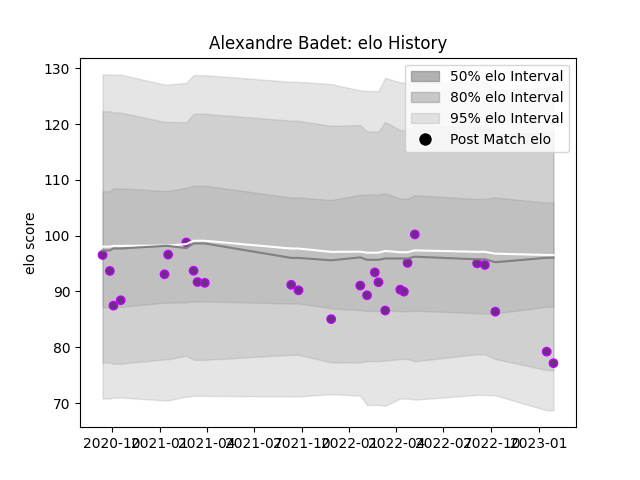 Alexandre Badet: elo History
130
120
110
100
90
80
70
elo score
50% elo Interval
80% elo Interval
95% elo Interval
Post Match elo
2020-10 2021-01 2021-04 2021-07 2021-10 2022-01 2022-04 2022-07 2022-10 2023-01